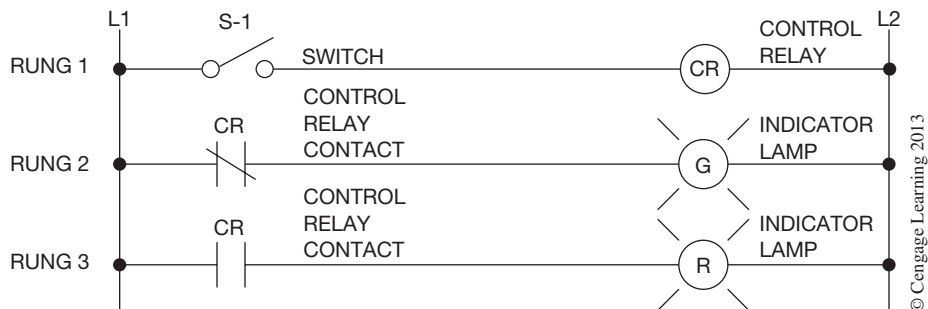 L1
S-1
L2
RUNG 1
SWITCH
CR
CONTROL
RELAY
RUNG 2
CR
CONTROL
RELAY
CONTACT
G
INDICATOR
LAMP
RUNG 3
CR
CONTROL
RELAY
CONTACT
R
INDICATOR
LAMP
© Cengage Learning 2013